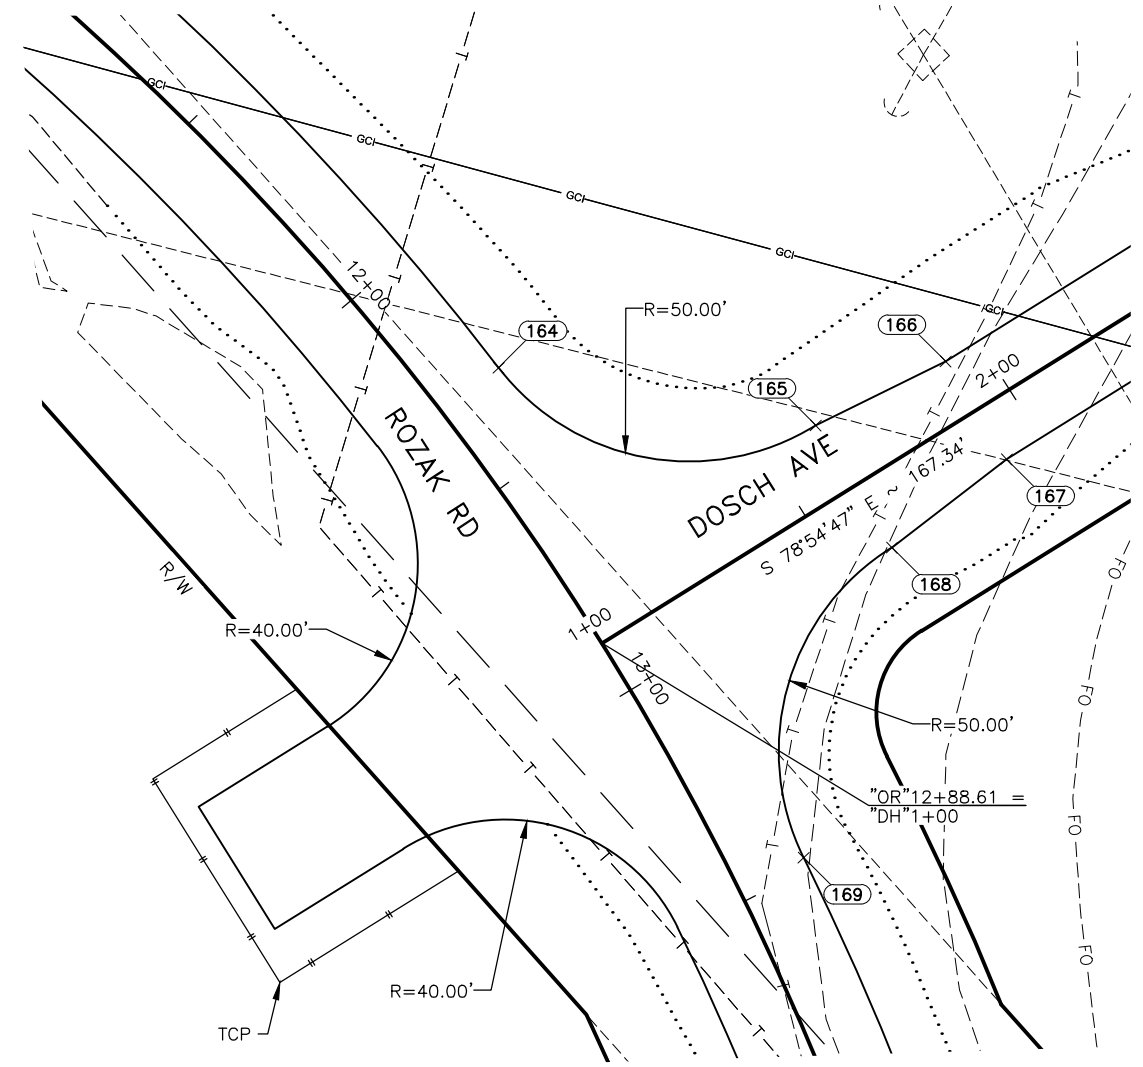 GCI
GCI
GCI
GCI
GCI
T
T
T
T
T
T
T
12+00
164
R=50.00'
166
165
2+00
ROZAK RD
DOSCH AVE
S 78°54'47" E ~ 167.34'
167
T
T
168
R/W
R=40.00'
1+00
13+00
T
T
FO
FO
FO
FO
R=50.00'
"OR"12+88.61 =
"DH"1+00
T
T
T
T
169
T
T
T
R=40.00'
TCP